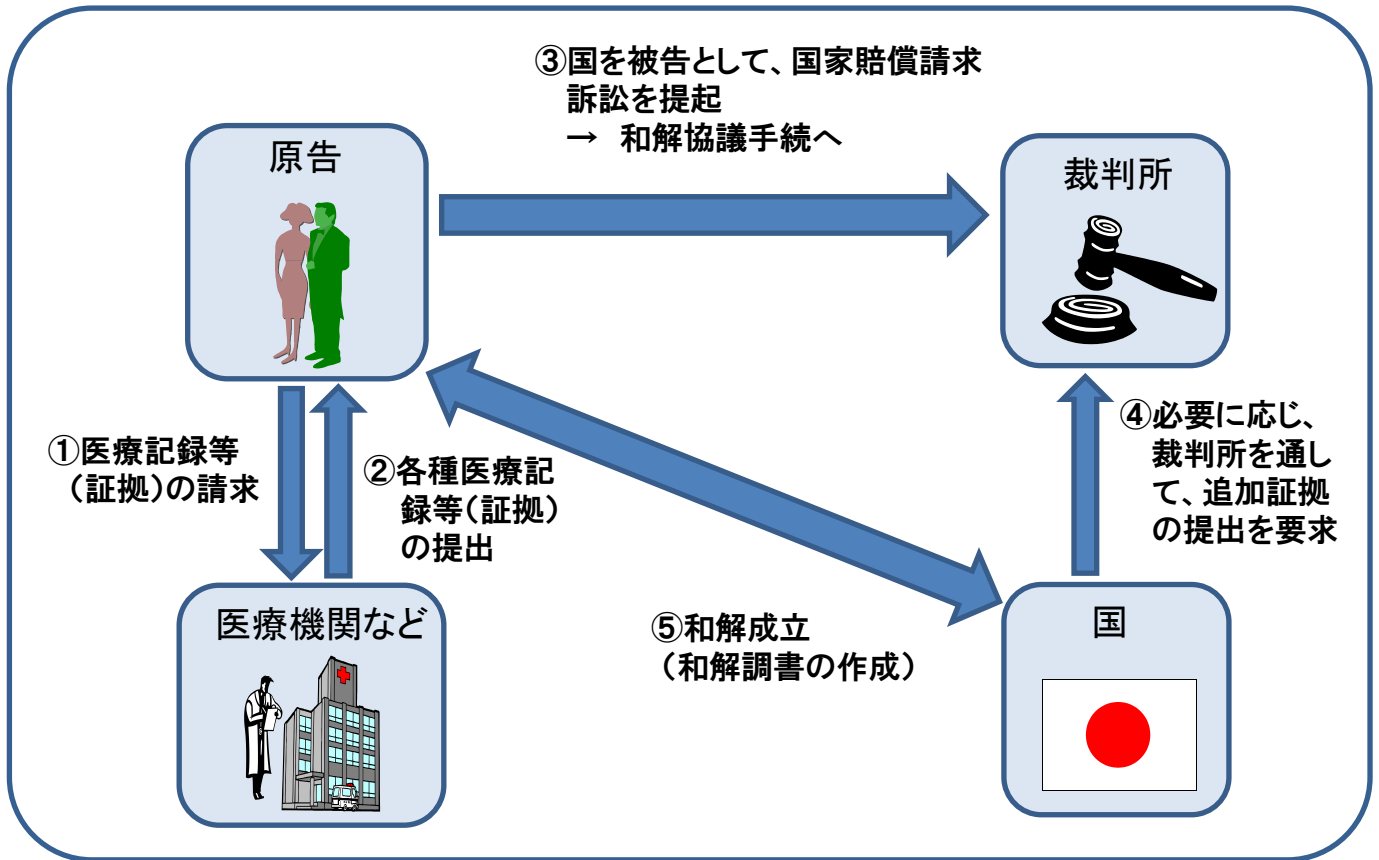 ③国を被告として、国家賠償請求
訴訟を提起
→ 和解協議手続へ
原告
裁判所
①医療記録等
（証拠）の請求
②各種医療記
録等（証拠）
の提出
④必要に応じ、
裁判所を通し
て、追加証拠
の提出を要求
医療機関など
⑤和解成立
（和解調書の作成）
国